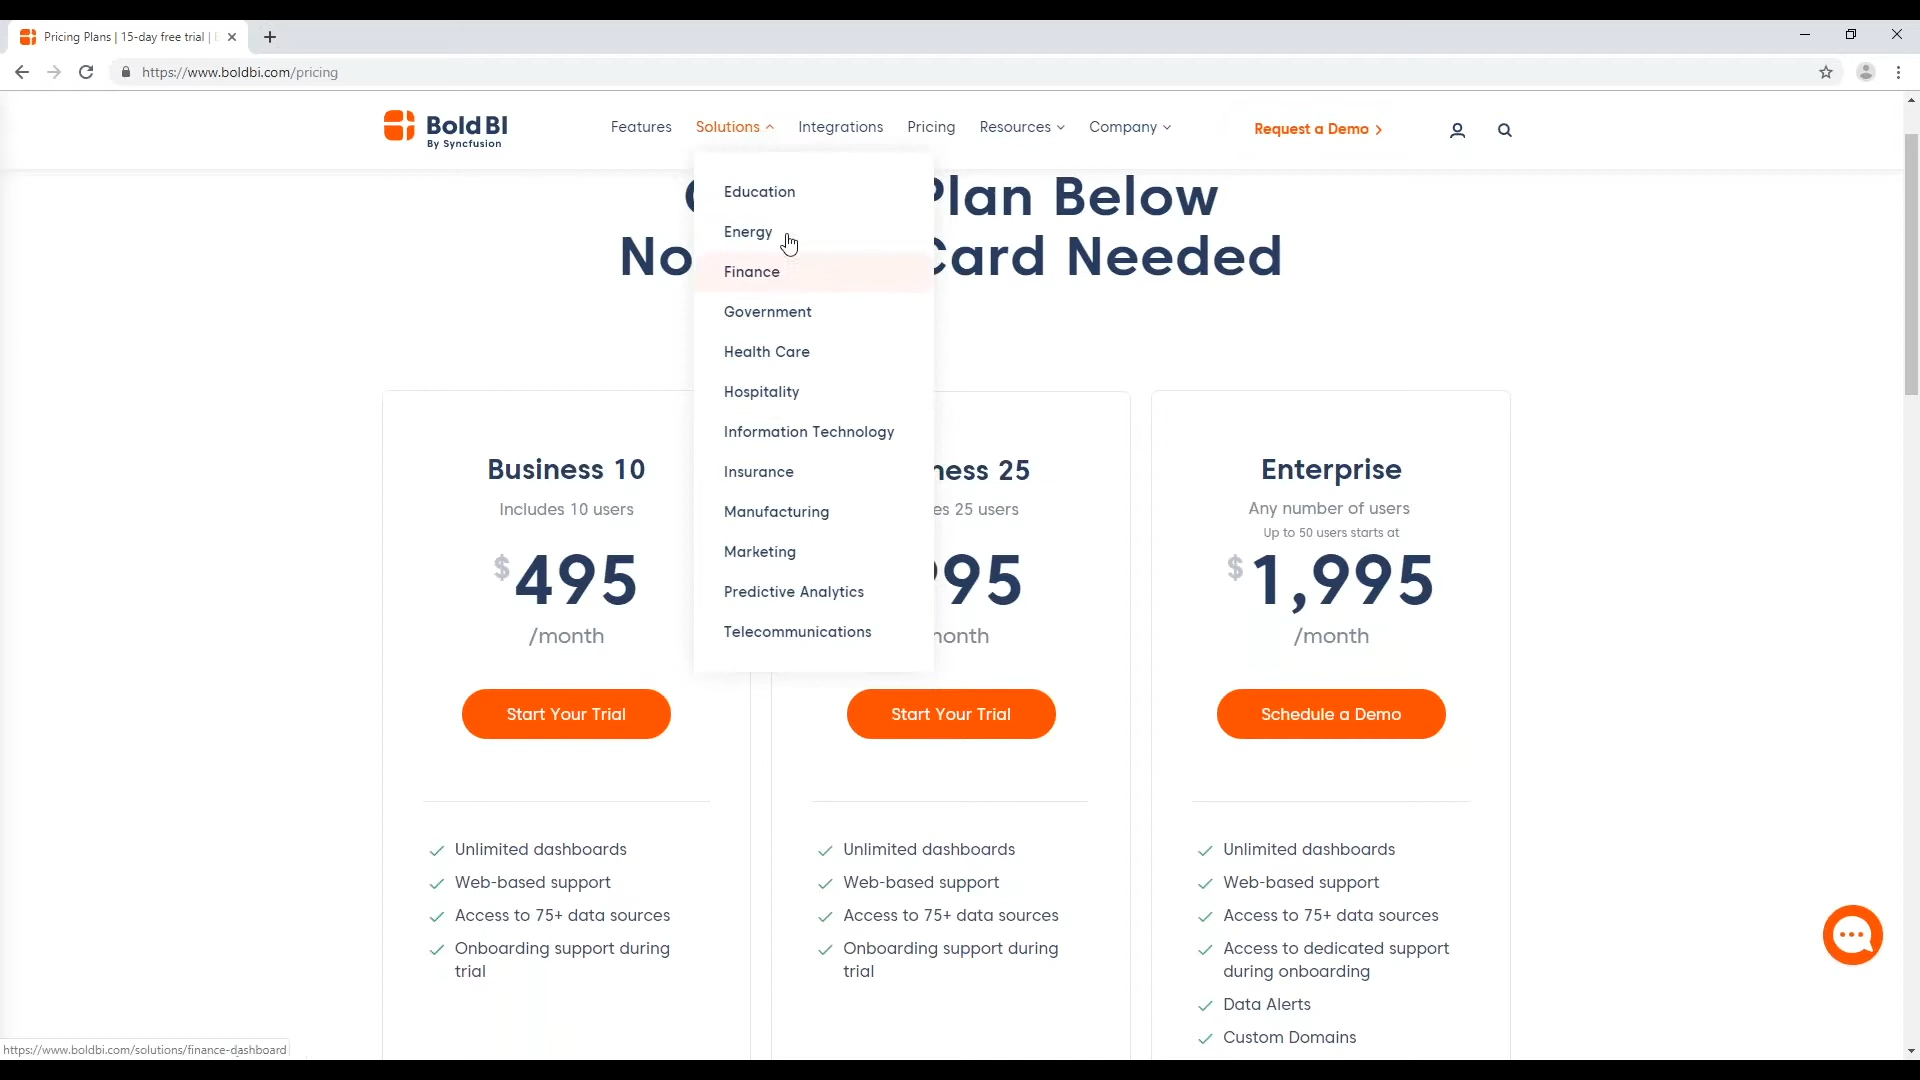 Pricing Plans | 15-day free trial |
https://www.boldbi.com/pricing
Bold BI
By Syncfusion
Features
Solutions
Integrations
Pricing
Resources
Company
Request a Demo
Plan Below
No Card Needed
Education
Energy
Finance
Government
Health Care
Hospitality
Information Technology
Insurance
Manufacturing
Marketing
Predictive Analytics
Telecommunications
Business 10
Includes 10 users
$495
/month
Start Your Trial
Unlimited dashboards
Web-based support
Access to 75+ data sources
Onboarding support during
trial
ness 25
es 25 users
95
month
Start Your Trial
Unlimited dashboards
Web-based support
Access to 75+ data sources
Onboarding support during
trial
Enterprise
Any number of users
Up to 50 users starts at
$1,995
/month
Schedule a Demo
Unlimited dashboards
Web-based support
Access to 75+ data sources
Access to dedicated support
during onboarding
Data Alerts
Custom Domains
https://www.boldbi.com/solutions/finance-dashboard